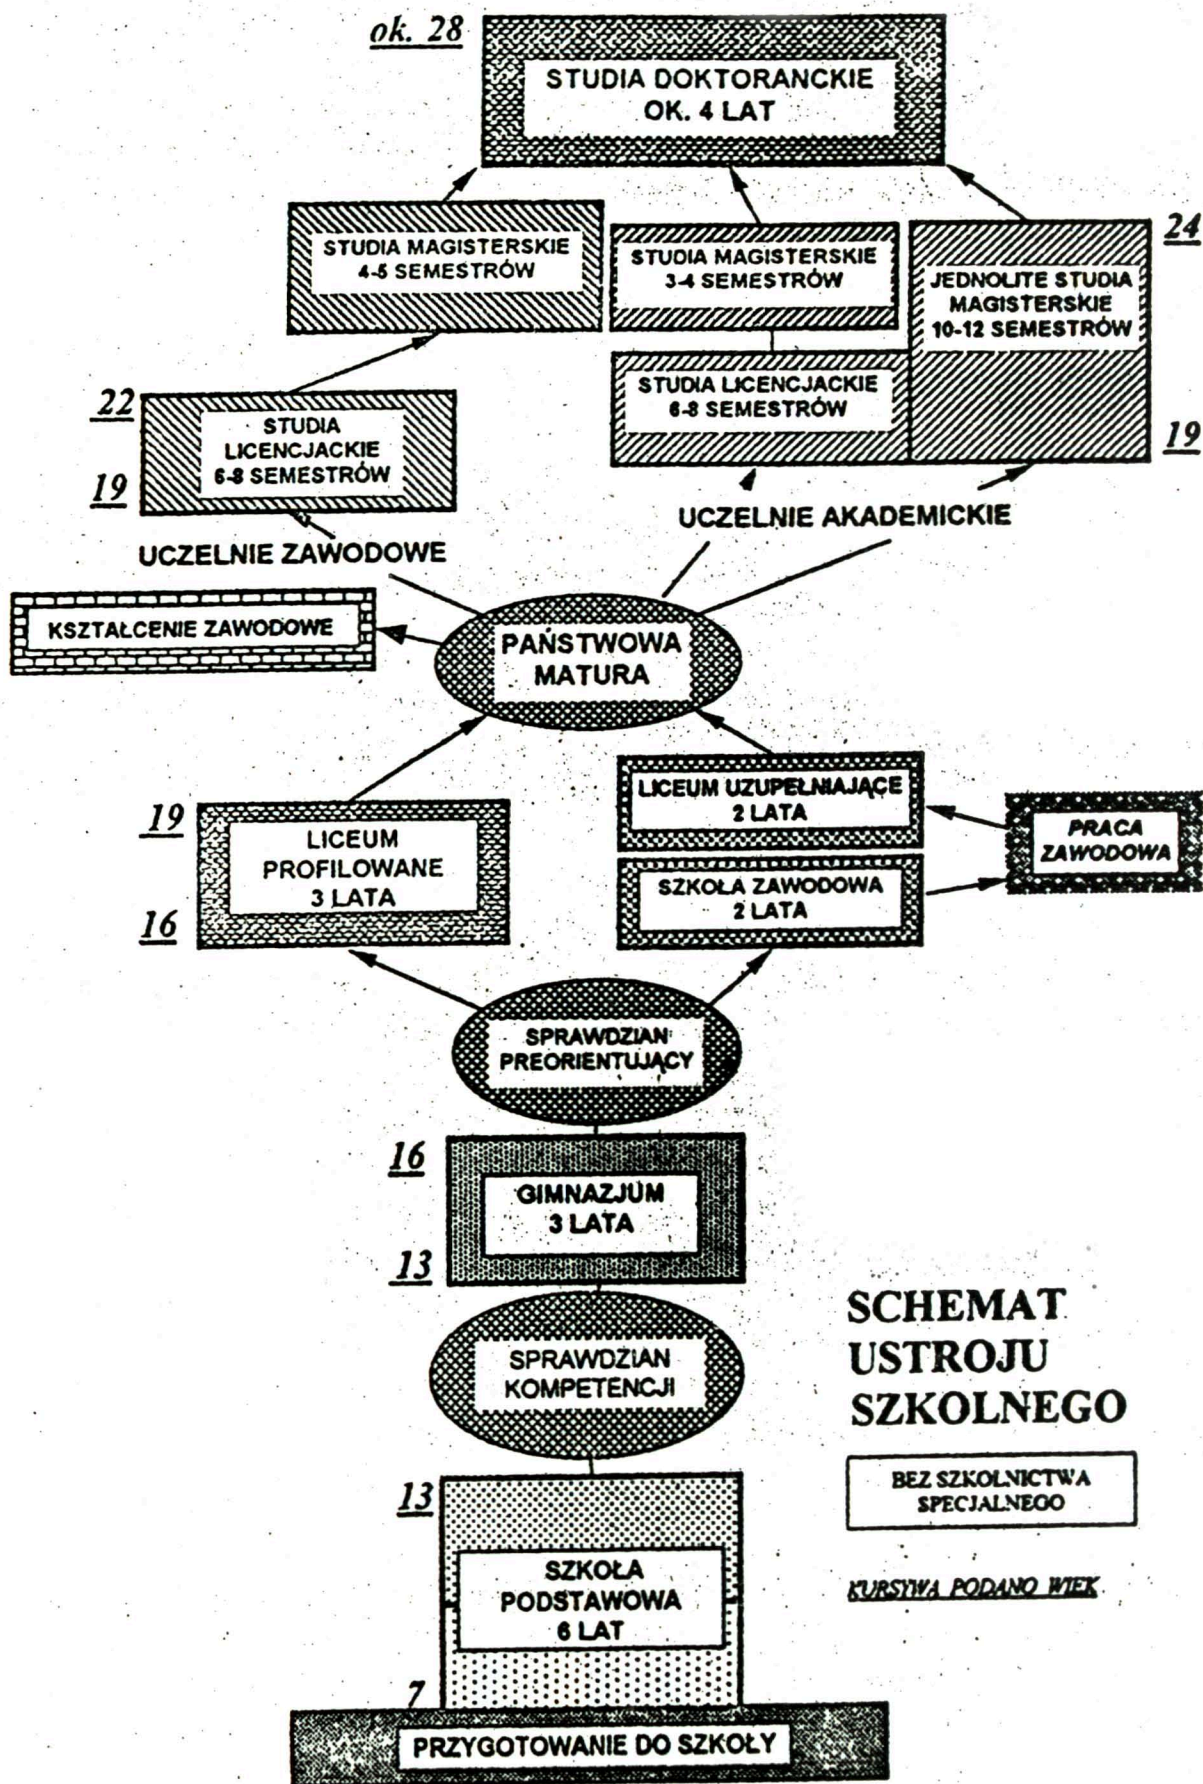 ok. 28
STUDIA DOKTORANCKIE
OK. 4 LAT
STUDIA MAGISTERSKIE
4-5 SEMESTRÓW
STUDIA MAGISTERSKIE
3-4 SEMESTRÓW
24
JEDNOLITE STUDIA
MAGISTERSKIE
10-12 SEMESTRÓW
19
STUDIA LICENCJACKIE
6-8 SEMESTRÓW
22
STUDIA
LICENCJACKIE
6-8 SEMESTRÓW
19
UCZELNIE AKADEMICKIE
UCZELNIE ZAWODOWE
KSZTAŁCENIE ZAWODOWE
PAŃSTWOWA
MATURA
LICEUM UZUPEŁNIAJĄCE
2 LATA
19
LICEUM
PROFILOWANE
3 LATA
16
PRACA
ZAWODOWA
SZKOŁA ZAWODOWA
2 LATA
SPRAWDZIAN
PREORIENTUJĄCY
16
GIMNAZJUM
3 LATA
13
SPRAWDZIAN
KOMPETENCJI
SCHEMAT
USTROJU
SZKOLNEGO
BEZ SZKOLNICTWA
SPECJALNEGO
KURSYWA PODANO WIEK
13
SZKOŁA
PODSTAWOWA
6 LAT
7
PRZYGOTOWANIE DO SZKOŁY